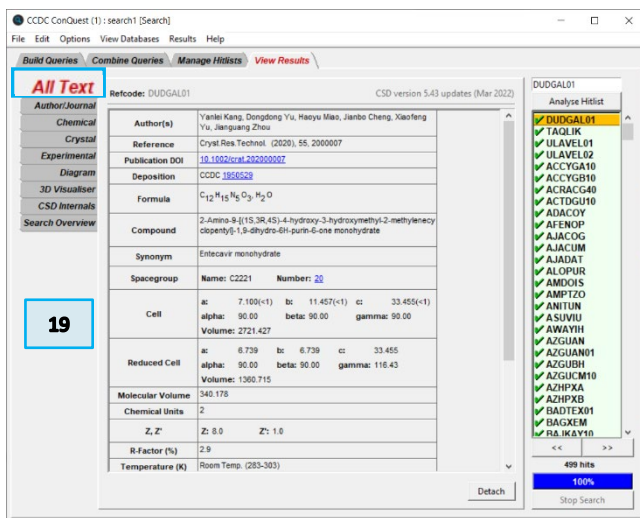 CCDC ConQuest (1) : search1 [Search]
File Edit Options View Databases Results Help
Build Queries Combine Queries Manage Hitlists View Results
All Text
Author/Journal
Chemical
Crystal
Experimental
Diagram
3D Visualiser
CSD Internals
Search Overview
19
Refcode: DUDGAL01 CSD version 5.43 updates (Mar 2022)
Author(s) Yanlei Kang, Dongdong Yu, Haoyu Miao, Jianbo Cheng, Xiaofeng
Yu, Jianguang Zhou
Reference Cryst.Res.Technol. (2020), 55, 2000007
Publication DOI 10.1002/crat.202000007
Deposition CCDC 1950529
Formula C12 H15 N5 O3, H2 O
Compound 2-Amino-9-[(1S,3R,4S)-4-hydroxy-3-hydroxymethyl-2-methylenecy
clopentyl]-1,9-dihydro-6H-purin-6-one monohydrate
Synonym Entecavir monohydrate
Spacegroup Name: C2221 Number: 20
Cell a: 7.100(<1) b: 11.457(<1) c: 33.455(<1)
alpha: 90.00 beta: 90.00 gamma: 90.00
Volume: 2721.427
Reduced Cell a: 6.739 b: 6.739 c: 33.455
alpha: 90.00 beta: 90.00 gamma: 116.43
Volume: 1360.715
Molecular Volume 340.178
Chemical Units 2
Z, Z' Z: 8.0 Z': 1.0
R-Factor (%) 2.9
Temperature (K) Room Temp. (283-303)
Detach
DUDGAL01
Analyse Hitlist
DUDGAL01
TAQLIK
ULAVEL01
ULAVEL02
ACCYGA10
ACCYGB10
ACRACG40
ACTDGU10
ADACOY
AFENOP
AJACOG
AJACUM
AJADAT
ALOPUR
AMDOIS
AMPTZO
ANITUN
ASUVIU
AWAYIH
AZGUAN
AZGUAN01
AZGUBH
AZGUCM10
AZHPXA
AZHPXB
BADTEX01
BAGXEM
BAJKAY10
<< >>
499 hits
100%
Stop Search